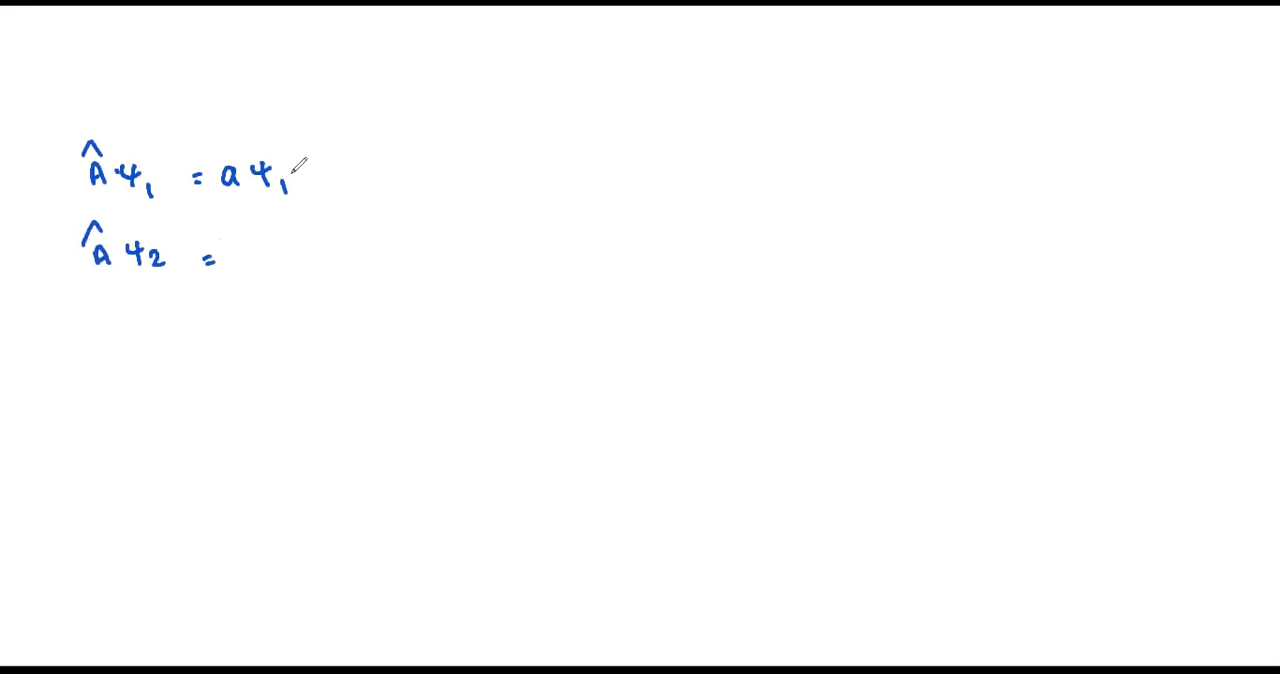 Âψ₁ = aψ₁
Âψ₂ =